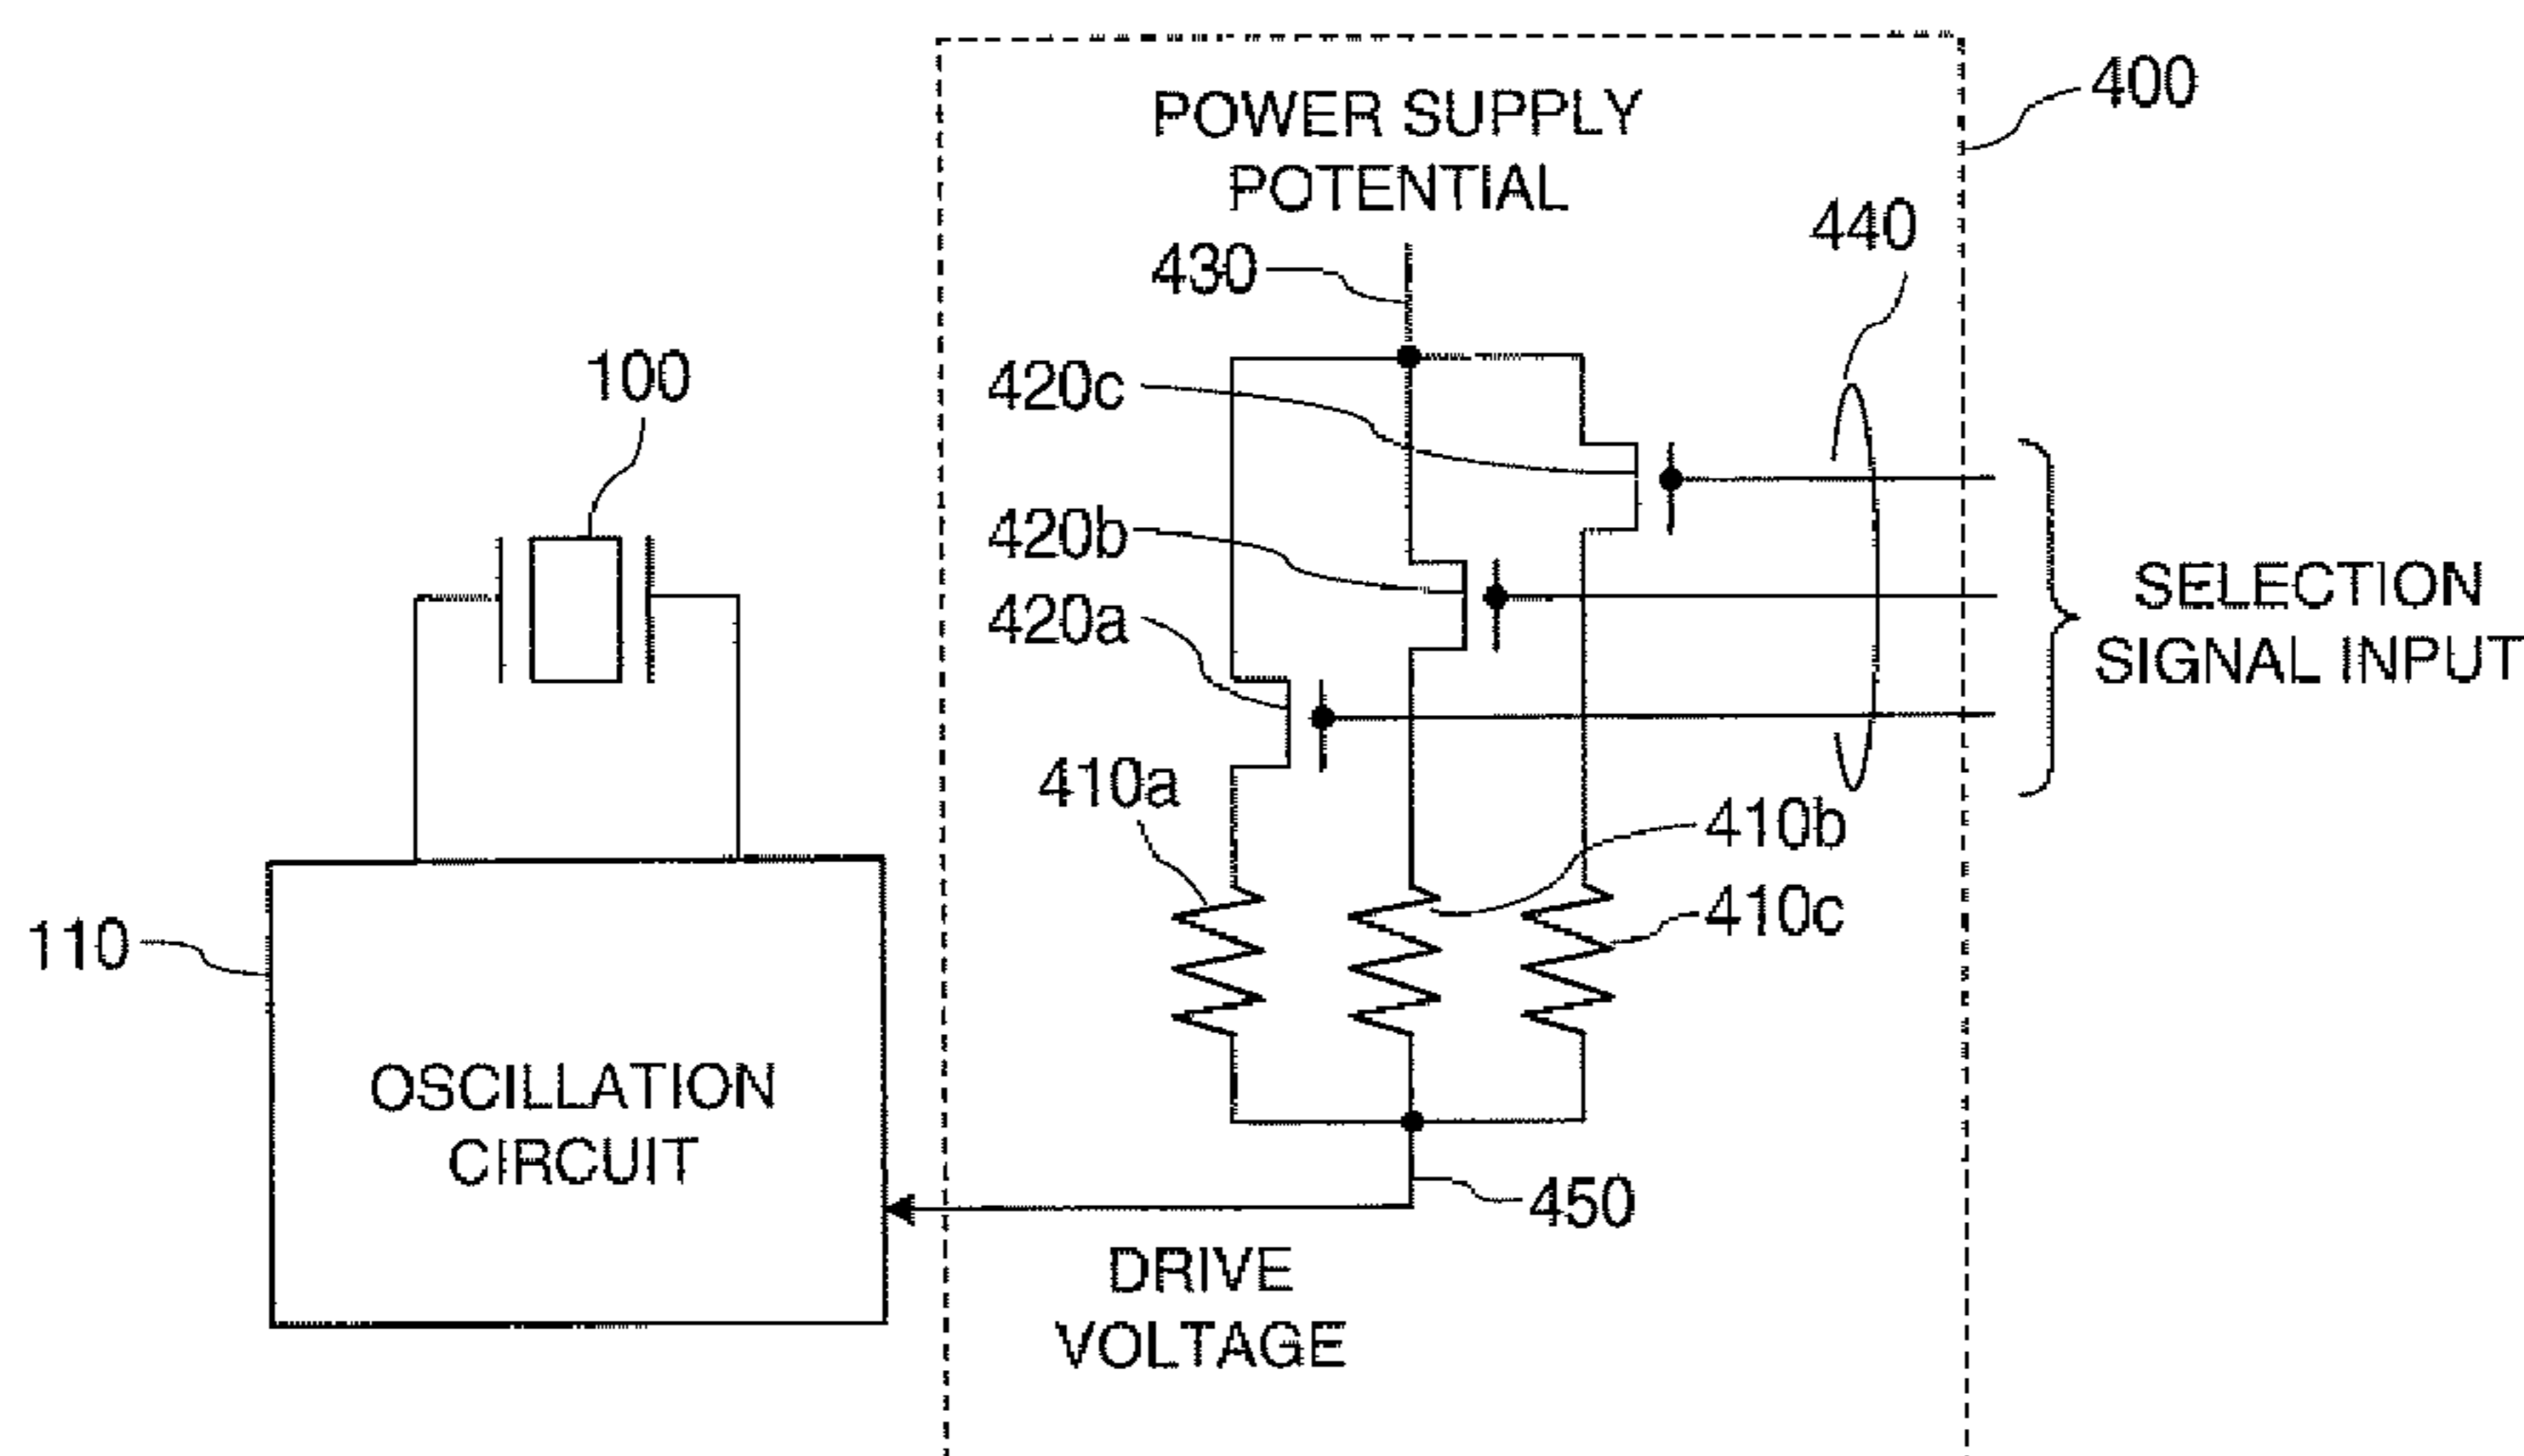 400
POWER SUPPLY
POTENTIAL
440
430
100
420c
420b
420a
SELECTION
SIGNAL INPUT
410a
410b
410c
110
OSCILLATION
CIRCUIT
450
DRIVE
VOLTAGE